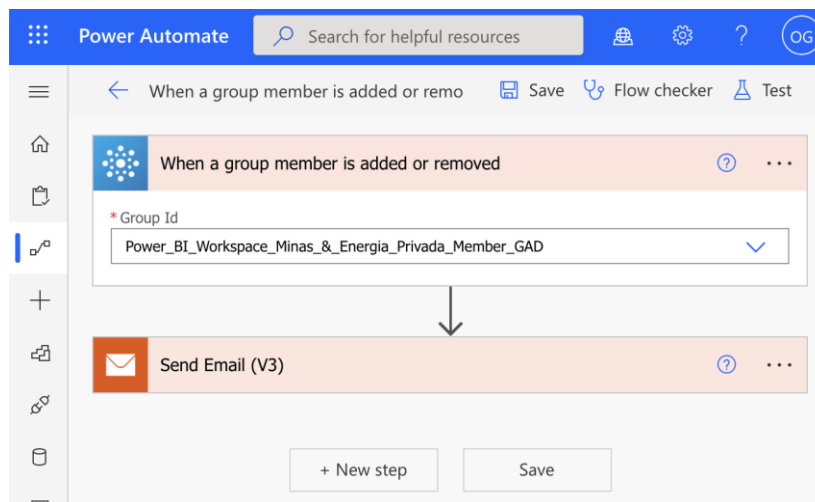 Power Automate
Search for helpful resources
?
OG
When a group member is added or remo
Save
Flow checker
Test
When a group member is added or removed
?
...
* Group Id
Power_BI_Workspace_Minas_&_Energia_Privada_Member_GAD
Send Email (V3)
?
...
+ New step
Save